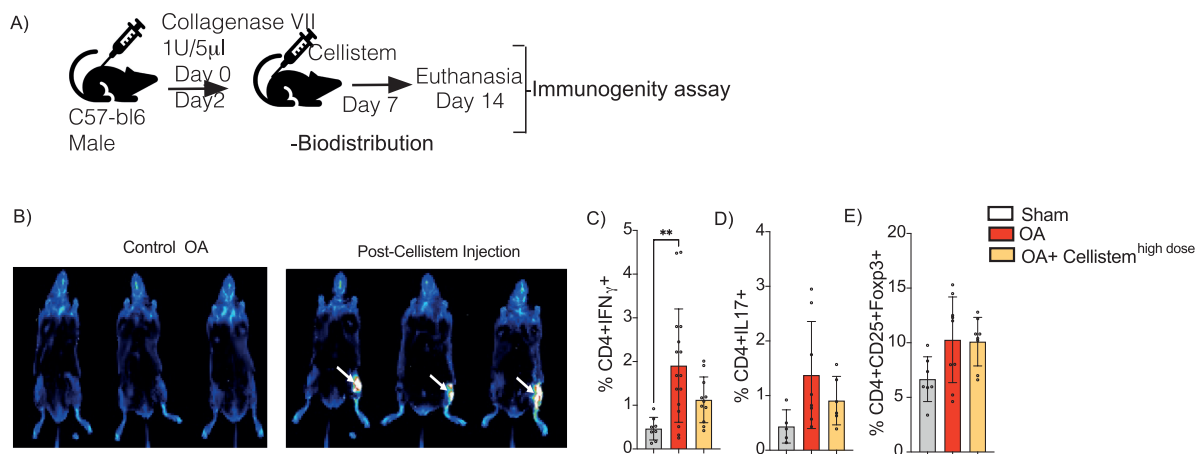 A)
Collagenase VII
1U/5µl
Day 0
Day2
C57-bl6
Male
Cellistem
Day 7
Euthanasia
Day 14
-Immunogenity assay
-Biodistribution
B)
Control OA
Post-Cellistem Injection
C)
% CD4+IFNγ+
5
4
3
2
1
0
**
D)
% CD4+IL17+
4
3
2
1
0
E)
% CD4+CD25+Foxp3+
20
15
10
5
0
Sham
OA
OA+ Cellistem high dose